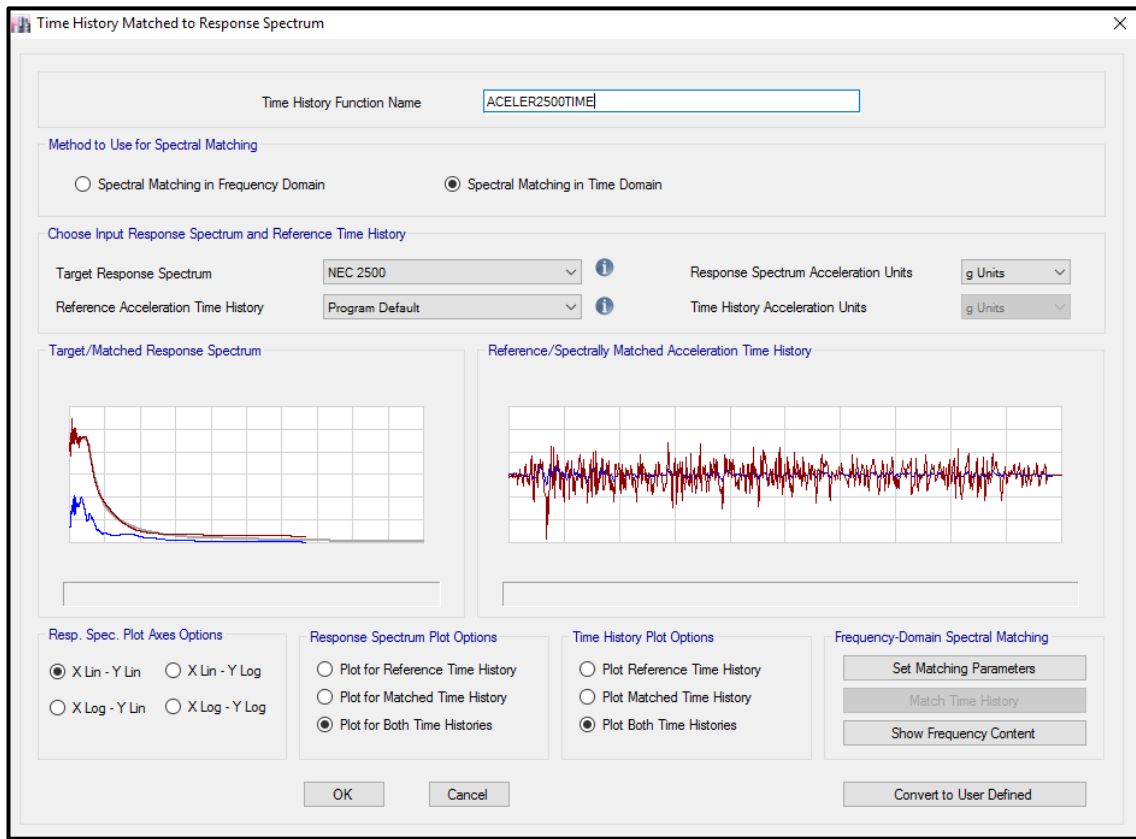 Time History Matched to Response Spectrum
Time History Function Name ACELER2500TIME
Method to Use for Spectral Matching
Spectral Matching in Frequency Domain Spectral Matching in Time Domain
Choose Input Response Spectrum and Reference Time History
Target Response Spectrum NEC 2500 Response Spectrum Acceleration Units g Units
Reference Acceleration Time History Program Default Time History Acceleration Units g Units
Target/Matched Response Spectrum Reference/Spectrally Matched Acceleration Time History
Resp. Spec. Plot Axes Options
X Lin - Y Lin X Lin - Y Log
X Log - Y Lin X Log - Y Log
Response Spectrum Plot Options
Plot for Reference Time History
Plot for Matched Time History
Plot for Both Time Histories
Time History Plot Options
Plot Reference Time History
Plot Matched Time History
Plot Both Time Histories
Frequency-Domain Spectral Matching
Set Matching Parameters
Match Time History
Show Frequency Content
OK Cancel Convert to User Defined